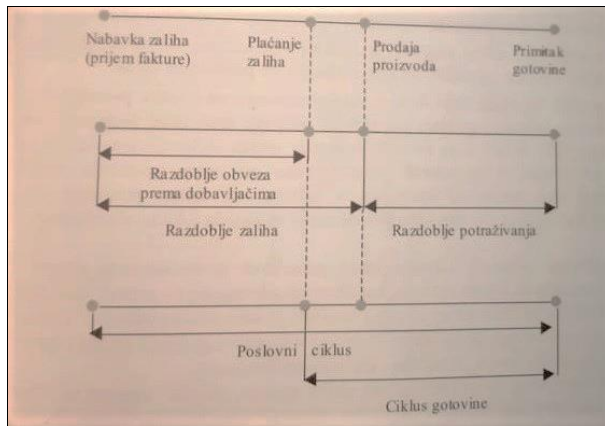 Nabavka zaliha
(prijem fakture)
Plaćanje
zaliha
Prodaja
proizvoda
Primitak
gotovine
Razdoblje obveza
prema dobavljačima
Razdoblje zaliha
Razdoblje potraživanja
Poslovni ciklus
Ciklus gotovine